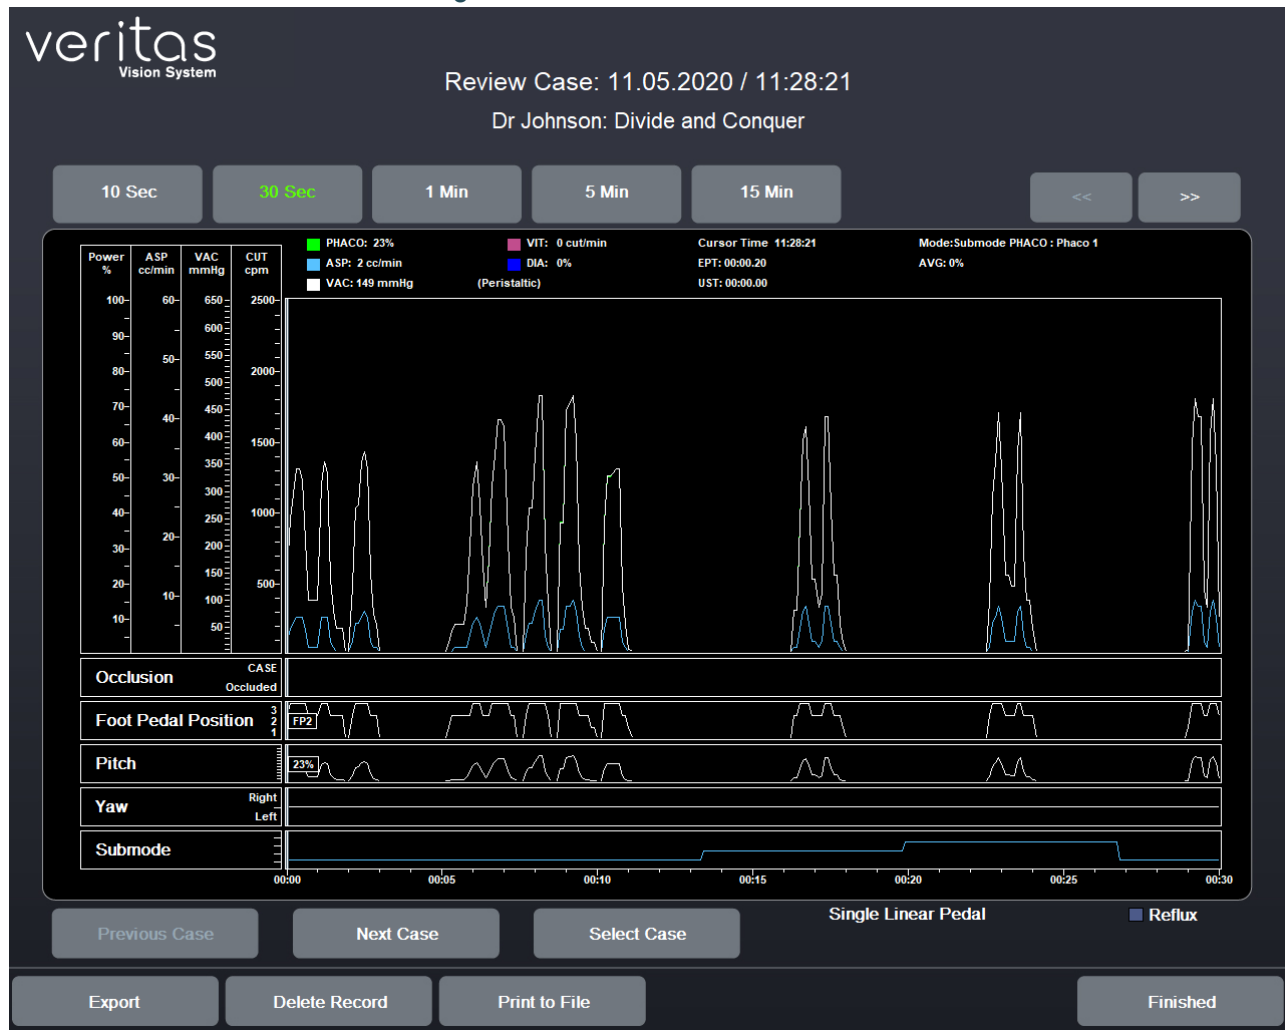 veritas
Vision System
Review Case: 11.05.2020 / 11:28:21
Dr Johnson: Divide and Conquer
10 Sec 30 Sec 1 Min 5 Min 15 Min << >>
Power % ASP cc/min VAC mmHg CUT cpm
PHACO: 23% VIT: 0 cut/min Cursor Time 11:28:21 Mode:Submode PHACO : Phaco 1
ASP: 2 cc/min DIA: 0% EPT: 00:00.20 AVG: 0%
VAC: 149 mmHg (Peristaltic) UST: 00:00.00
100 60 650 2500
600
90
50 550
80 2000
500
70 450
40
400
60 1500
350
50 30
300
40 1000
250
20
30 200
150
20 500
10 100
10
50
Occlusion CASE
Occluded
Foot Pedal Position 3
2 FP2
1
Pitch 23%
Yaw Right
Left
Submode
00:00 00:05 00:10 00:15 00:20 00:25 00:30
Single Linear Pedal Reflux
Previous Case Next Case Select Case
Export Delete Record Print to File Finished